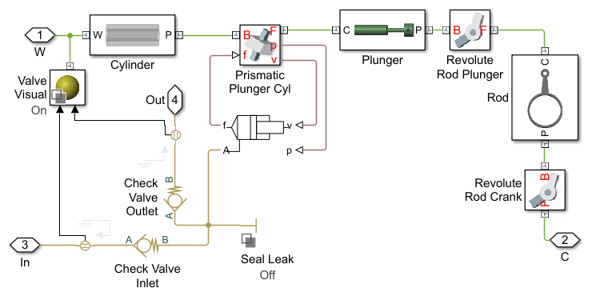 1
W
W
P
Cylinder
B
F
f
p
v
Prismatic
Plunger Cyl
C
P
Plunger
B
F
Revolute
Rod Plunger
C
P
Rod
C
Valve
Visual
On
Out
4
f
v
A
p
B
A
Check
Valve
Outlet
B
F
Revolute
Rod Crank
3
In
A
B
Check Valve
Inlet
Seal Leak
Off
2
C